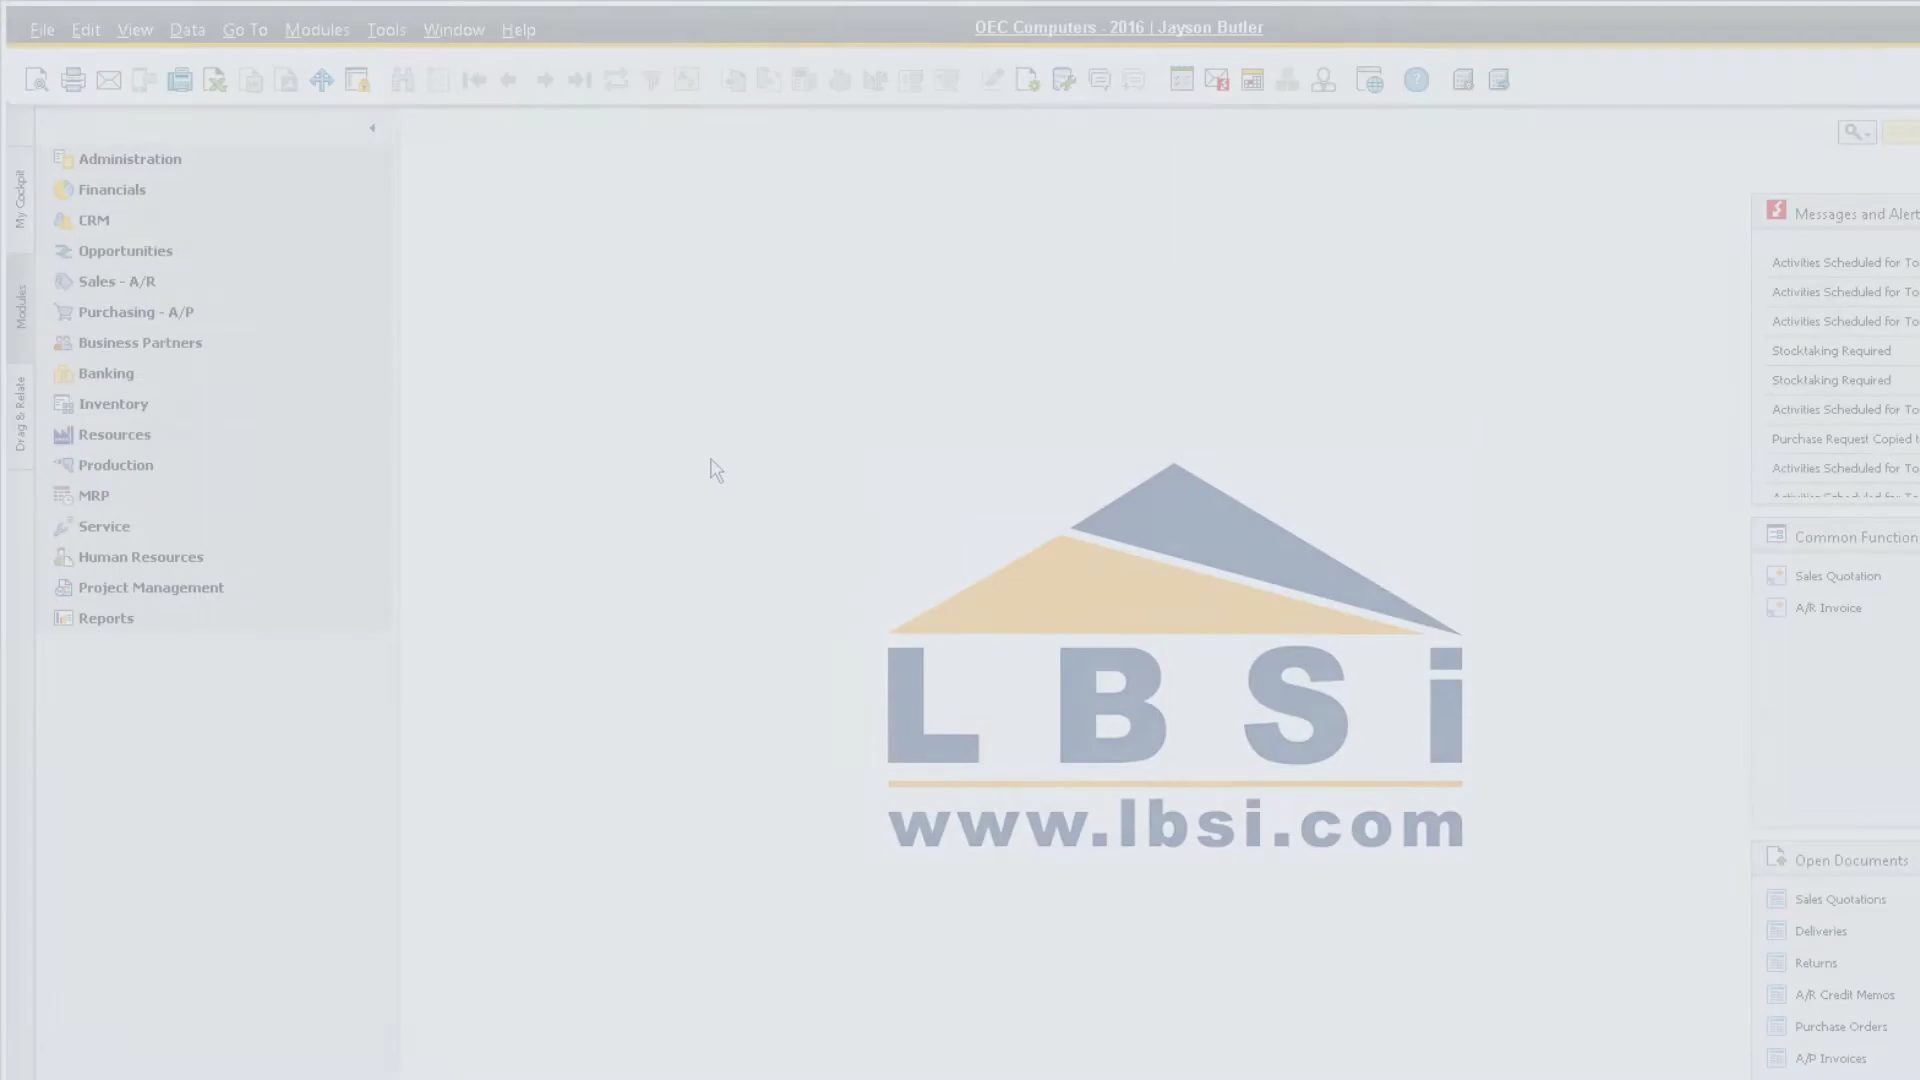 File Edit View Data Go To Modules Tools Window Help
OEC Computers - 2016 | Jayson Butler
My Cockpit
Modules
Drag & Relate
Administration
Financials
CRM
Opportunities
Sales - A/R
Purchasing - A/P
Business Partners
Banking
Inventory
Resources
Production
MRP
Service
Human Resources
Project Management
Reports
L B S i
www.lbsi.com
Messages and Alert
Activities Scheduled for To
Activities Scheduled for To
Activities Scheduled for To
Stocktaking Required
Stocktaking Required
Activities Scheduled for To
Purchase Request Copied t
Activities Scheduled for To
Common Function
Sales Quotation
A/R Invoice
Open Documents
Sales Quotations
Deliveries
Returns
A/R Credit Memos
Purchase Orders
A/P Invoices